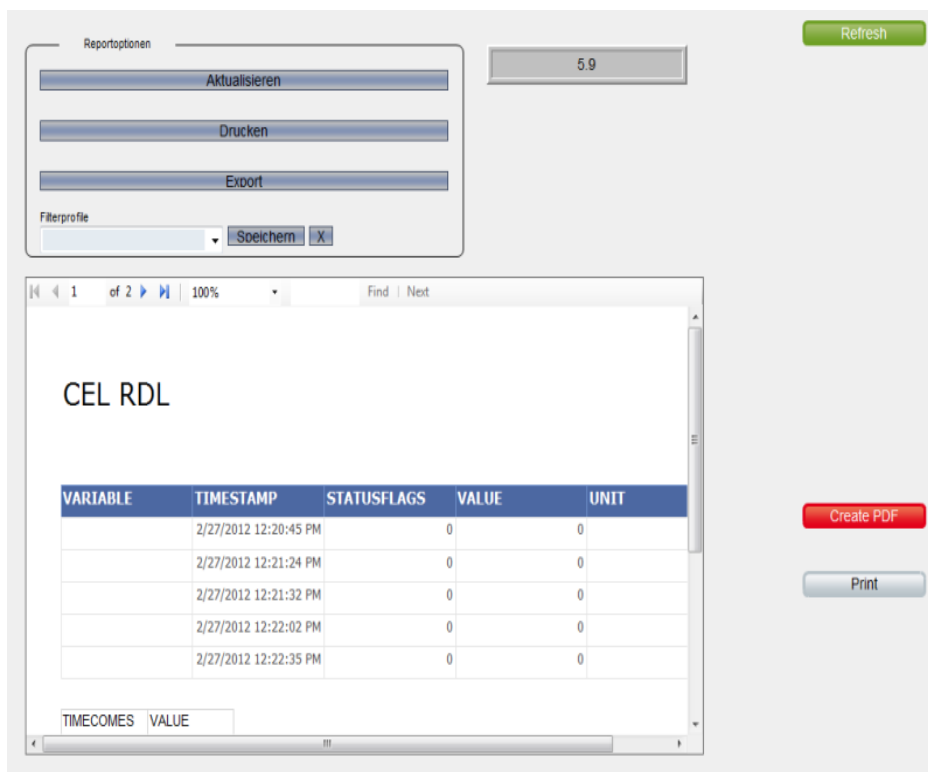 Reportoptionen
Aktualisieren
Drucken
Export
Filterprofile
Speichern X
5.9
Refresh
1 of 2 100% Find | Next
CEL RDL
VARIABLE TIMESTAMP STATUSFLAGS VALUE UNIT
2/27/2012 12:20:45 PM 0 0
2/27/2012 12:21:24 PM 0 0
2/27/2012 12:21:32 PM 0 0
2/27/2012 12:22:02 PM 0 0
2/27/2012 12:22:35 PM 0 0
TIMECOMES VALUE
Create PDF
Print